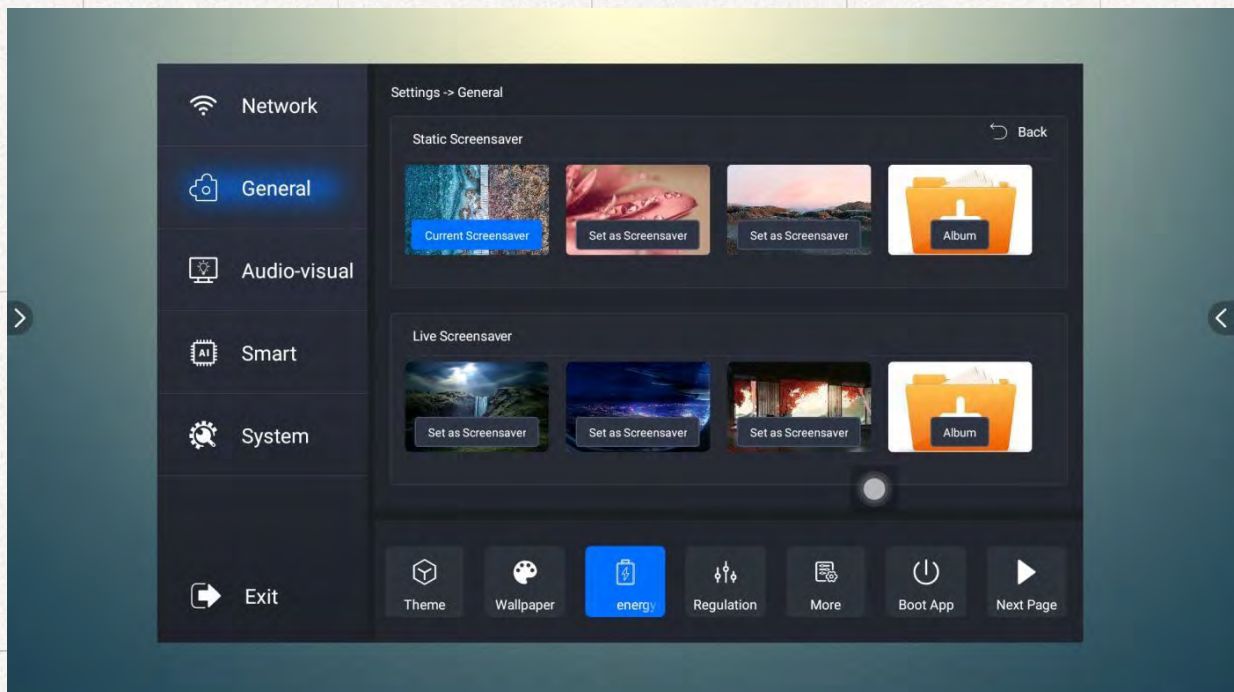 Settings -> General
Network
General
Audio-visual
Smart
System
Exit
Static Screensaver
Back
Current Screensaver
Set as Screensaver
Set as Screensaver
Album
Live Screensaver
Set as Screensaver
Set as Screensaver
Set as Screensaver
Album
Theme
Wallpaper
energy
Regulation
More
Boot App
Next Page